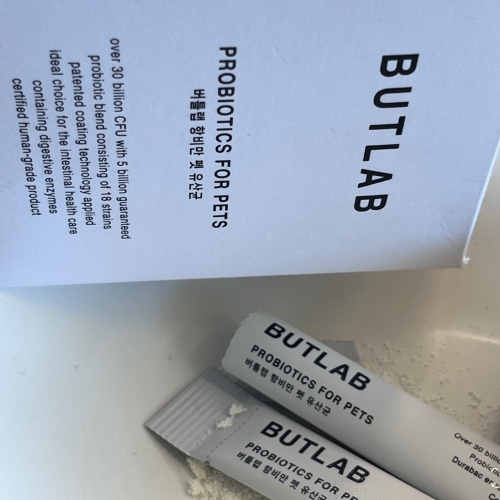 BUTLAB
PROBIOTICS FOR PETS
버틀랩 항비만 펫 유산균
over 30 billion CFU with 5 billion guaranteed
probiotic blend consisting of 18 strains
patented coating technology applied
ideal choice for the intestinal health care
containing digestive enzymes
certified human-grade product
BUTLAB
PROBIOTICS FOR PETS
버틀랩 항비만 펫 유산균
Over 30
BUTLAB
PROBIOTICS FOR PETS
버틀랩 항비만 펫 유산균